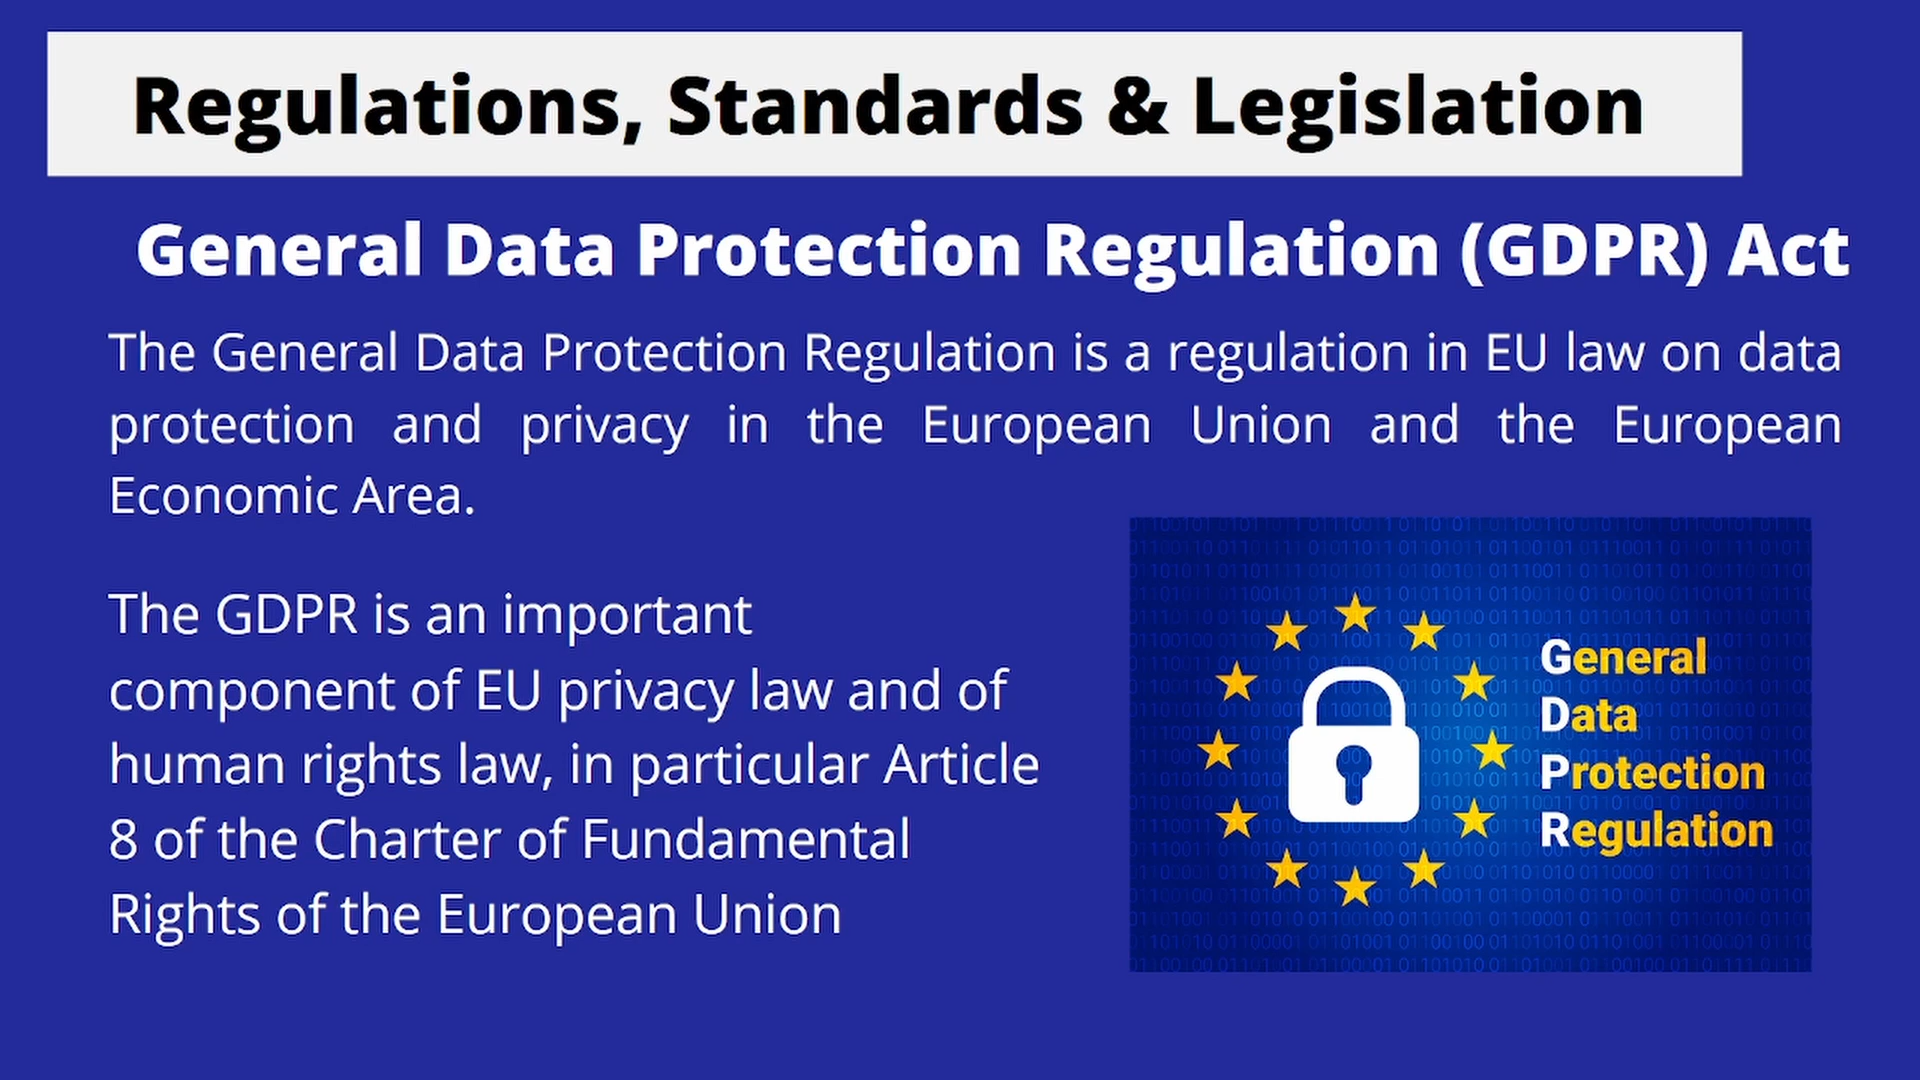 Regulations, Standards & Legislation
General Data Protection Regulation (GDPR) Act
The General Data Protection Regulation is a regulation in EU law on data
protection and privacy in the European Union and the European
Economic Area.
The GDPR is an important
component of EU privacy law and of
human rights law, in particular Article
8 of the Charter of Fundamental
Rights of the European Union
General
Data
Protection
Regulation